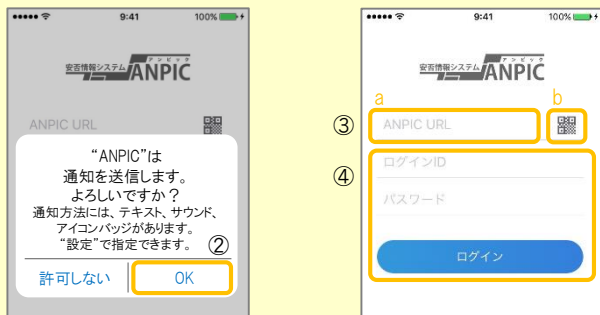 9:41
100%
安否情報システム ANPIC
アンピック
ANPIC URL
“ANPIC”は
通知を送信します。
よろしいですか？
通知方法には、テキスト、サウンド、
アイコンバッジがあります。
“設定”で指定できます。
②
許可しない
OK
9:41
100%
安否情報システム ANPIC
アンピック
a
b
③
ANPIC URL
④
ログインID
パスワード
ログイン